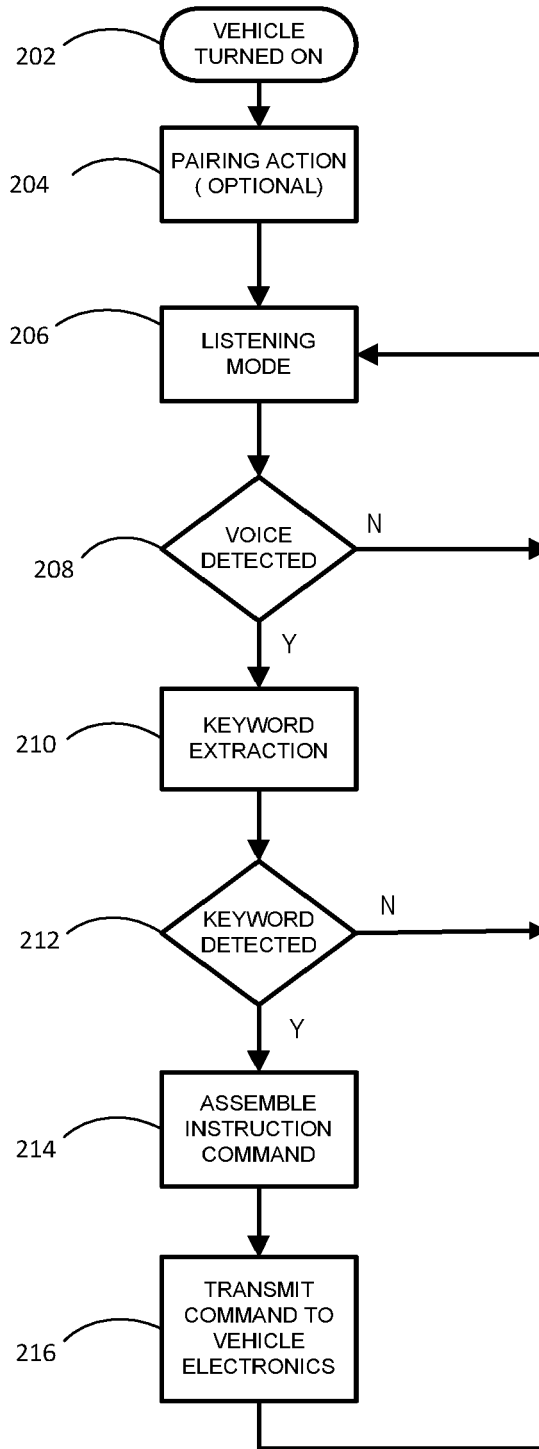 VEHICLE
TURNED ON
202
PAIRING ACTION
( OPTIONAL)
204
LISTENING
MODE
206
VOICE
DETECTED
N
208
Y
KEYWORD
EXTRACTION
210
KEYWORD
DETECTED
N
212
Y
ASSEMBLE
INSTRUCTION
COMMAND
214
TRANSMIT
COMMAND TO
VEHICLE
ELECTRONICS
216